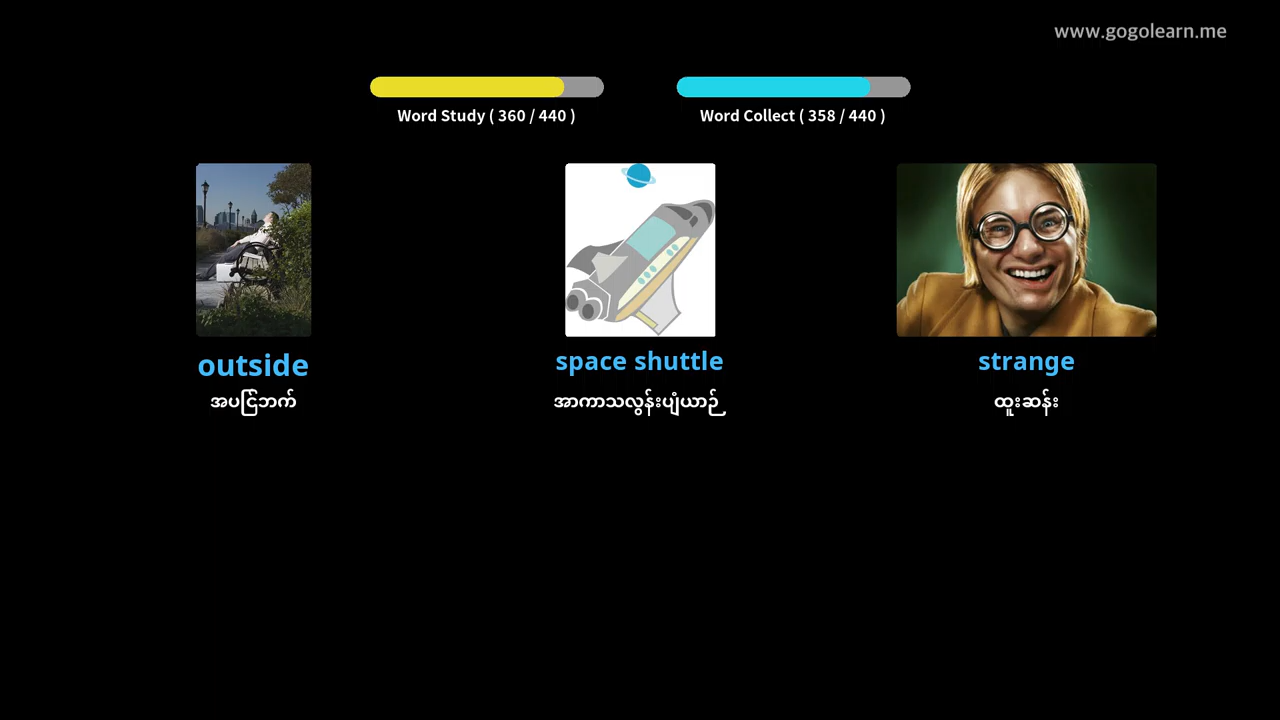 www.gogolearn.me
Word Study ( 360 / 440 )
Word Collect ( 358 / 440 )
outside
space shuttle
strange
အပြင်ဘက်
အာကာသလွန်းပျံယာဉ်
ထူးဆန်း